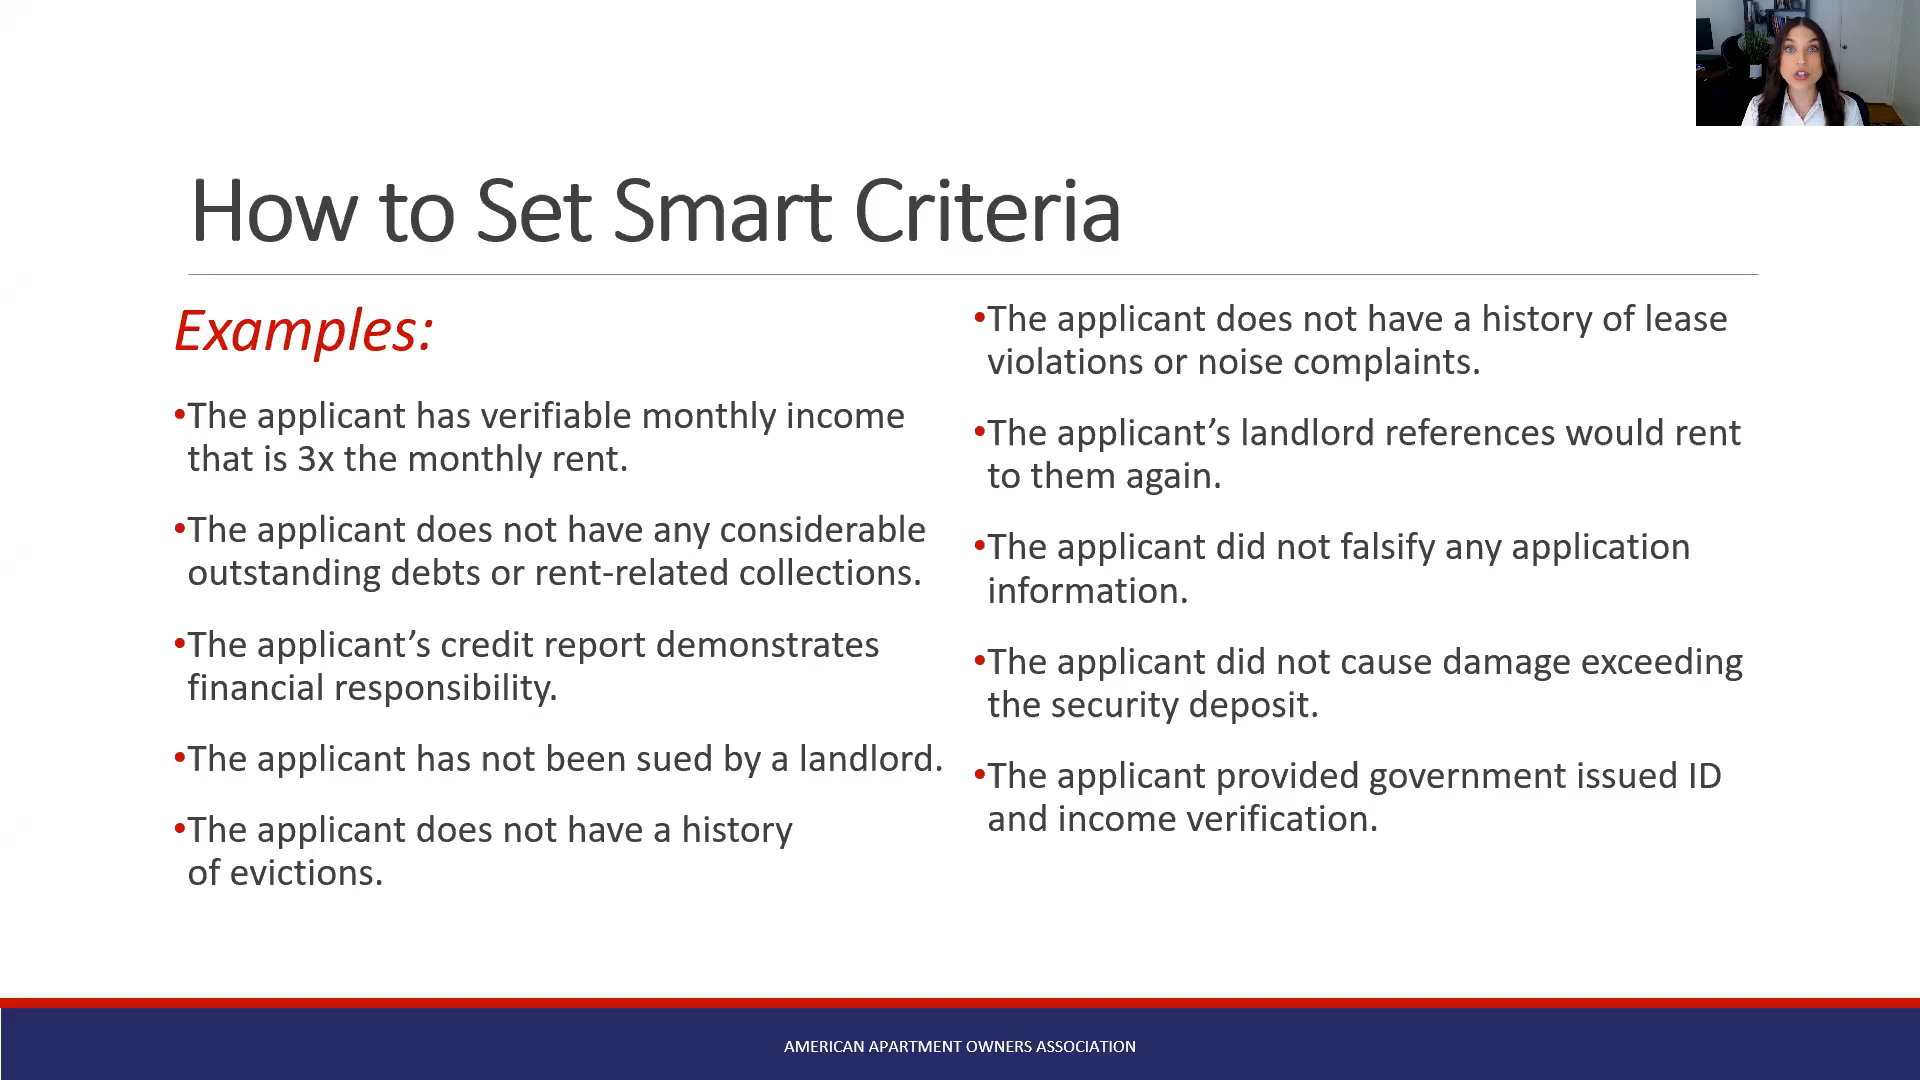 How to Set Smart Criteria
Examples:
•The applicant has verifiable monthly income
that is 3x the monthly rent.
•The applicant does not have any considerable
outstanding debts or rent-related collections.
•The applicant’s credit report demonstrates
financial responsibility.
•The applicant has not been sued by a landlord.
•The applicant does not have a history
of evictions.
•The applicant does not have a history of lease
violations or noise complaints.
•The applicant’s landlord references would rent
to them again.
•The applicant did not falsify any application
information.
•The applicant did not cause damage exceeding
the security deposit.
•The applicant provided government issued ID
and income verification.
AMERICAN APARTMENT OWNERS ASSOCIATION